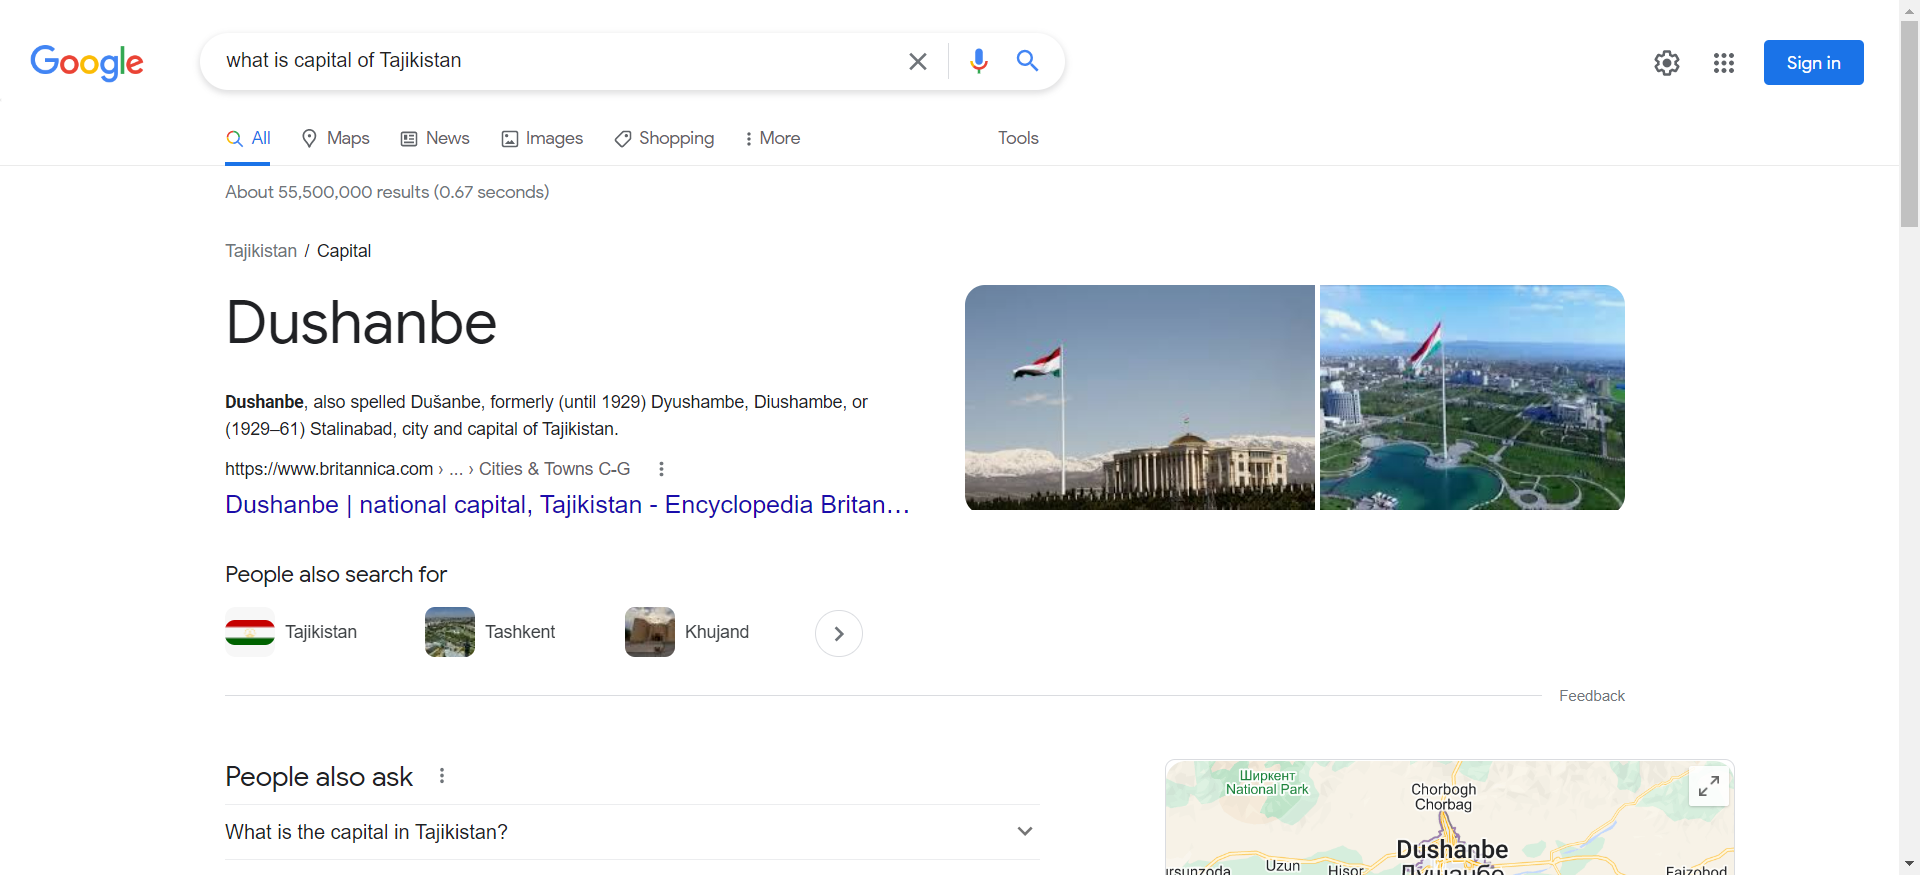 Google
what is capital of Tajikistan
Sign in
All
Maps
News
Images
Shopping
More
Tools
About 55,500,000 results (0.67 seconds)
Tajikistan / Capital
Dushanbe
Dushanbe, also spelled Dušanbe, formerly (until 1929) Dyushambe, Diushambe, or
(1929–61) Stalinabad, city and capital of Tajikistan.
https://www.britannica.com › ... › Cities & Towns C-G
Dushanbe | national capital, Tajikistan - Encyclopedia Britan...
People also search for
Tajikistan
Tashkent
Khujand
Feedback
People also ask
What is the capital in Tajikistan?
Ширкент
National Park
Chorbogh
Chorbag
Dushanbe
Душанбе
Uzun
Hisor
ursunzoda
Faizobod